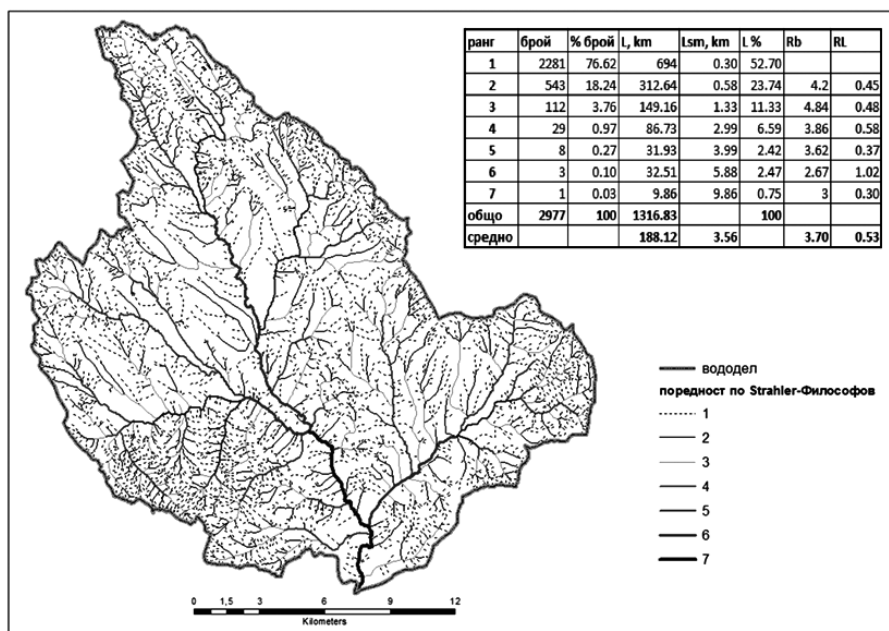 ранг брой % брой L, km Lsm, km L % Rb RL
1 2281 76.62 694 0.30 52.70
2 543 18.24 312.64 0.58 23.74 4.2 0.45
3 112 3.76 149.16 1.33 11.33 4.84 0.48
4 29 0.97 86.73 2.99 6.59 3.86 0.58
5 8 0.27 31.93 3.99 2.42 3.62 0.37
6 3 0.10 32.51 5.88 2.47 2.67 1.02
7 1 0.03 9.86 9.86 0.75 3 0.30
общо 2977 100 1316.83 100
средно 188.12 3.56 3.70 0.53
вододел
поредност по Strahler-Философов
1
2
3
4
5
6
7
0 1,5 3 6 9 12
Kilometers